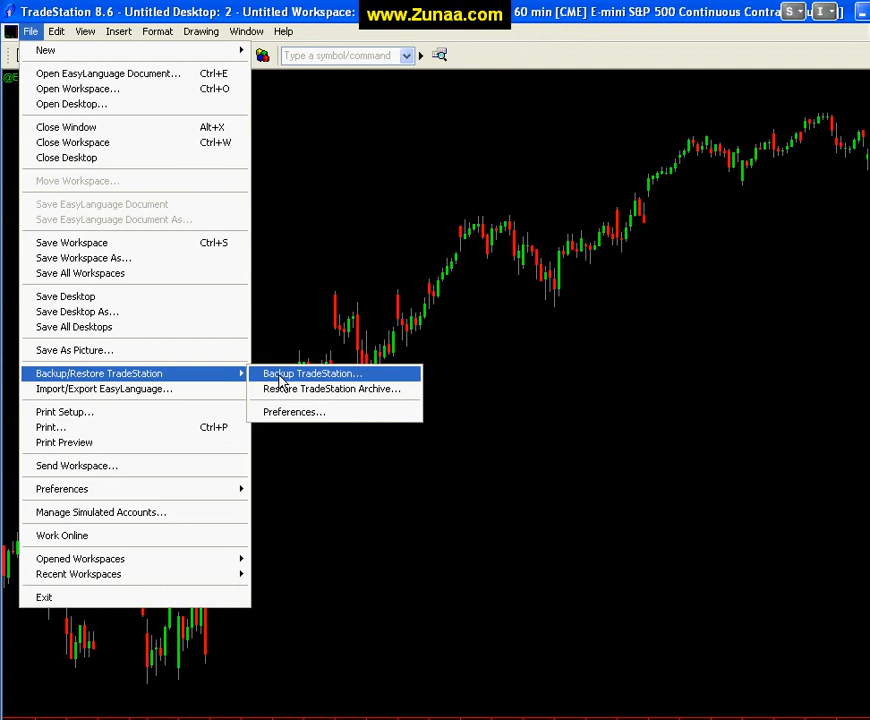 TradeStation 8.6 - Untitled Desktop: 2 - Untitled Workspace:
www.Zunaa.com
60 min [CME] E-mini S&P 500 Continuous Contra
S
I
File Edit View Insert Format Drawing Window Help
Type a symbol/command
New
Open EasyLanguage Document... Ctrl+E
Open Workspace... Ctrl+O
Open Desktop...
Close Window Alt+X
Close Workspace Ctrl+W
Close Desktop
Move Workspace...
Save EasyLanguage Document
Save EasyLanguage Document As...
Save Workspace Ctrl+S
Save Workspace As...
Save All Workspaces
Save Desktop
Save Desktop As...
Save All Desktops
Save As Picture...
Backup/Restore TradeStation
Backup TradeStation...
Import/Export EasyLanguage...
Restore TradeStation Archive...
Print Setup...
Preferences...
Print... Ctrl+P
Print Preview
Send Workspace...
Preferences
Manage Simulated Accounts...
Work Online
Opened Workspaces
Recent Workspaces
Exit